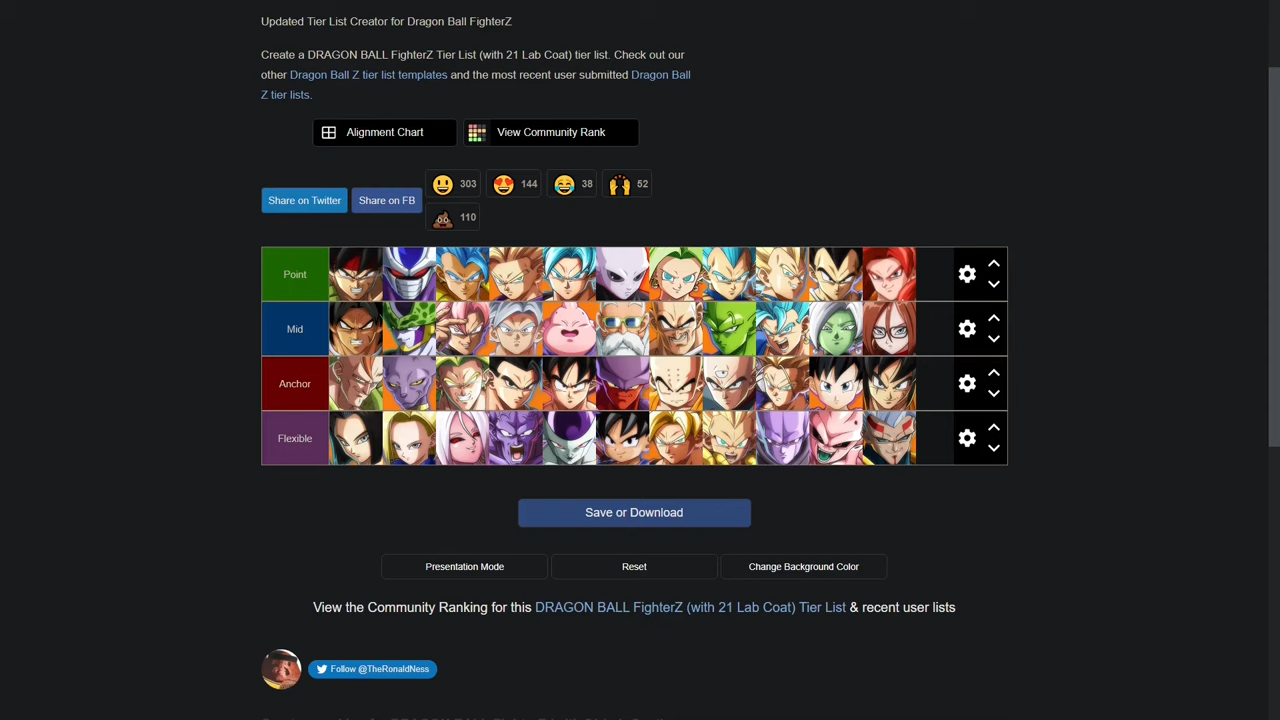 Updated Tier List Creator for Dragon Ball FighterZ
Create a DRAGON BALL FighterZ Tier List (with 21 Lab Coat) tier list. Check out our
other Dragon Ball Z tier list templates and the most recent user submitted Dragon Ball
Z tier lists.
Alignment Chart
View Community Rank
Share on Twitter
Share on FB
303
144
38
52
110
Point
Mid
Anchor
Flexible
Save or Download
Presentation Mode
Reset
Change Background Color
View the Community Ranking for this DRAGON BALL FighterZ (with 21 Lab Coat) Tier List & recent user lists
Follow @TheRonaldNess